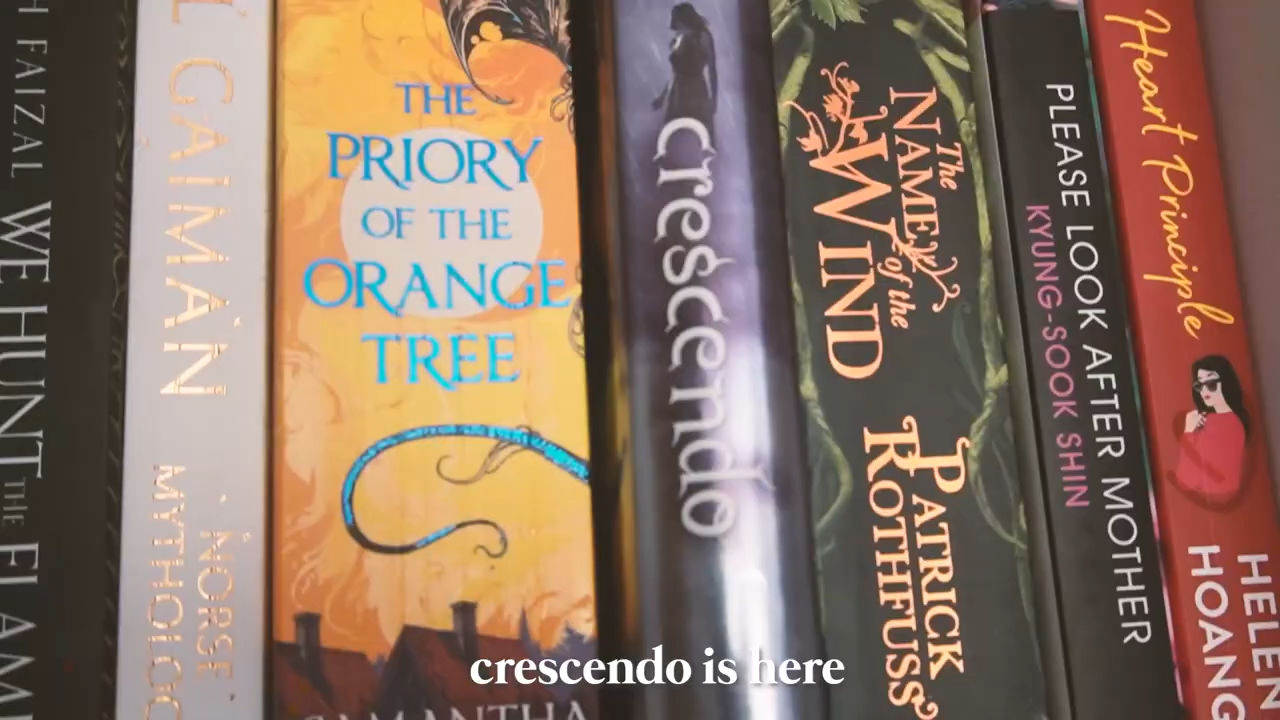 FAIZAL
WE HUNT THE FLAME
GAIMAN
NORSE
MYTHOLOG
THE
PRIORY
OF THE
ORANGE
TREE
SAMANTHA
crescendo
The
NAME
of the
WIND
PATRICK
ROTHFUSS
PLEASE LOOK AFTER MOTHER
KYUNG-SOOK SHIN
Heart Principle
HELEN
HOANG
crescendo is here